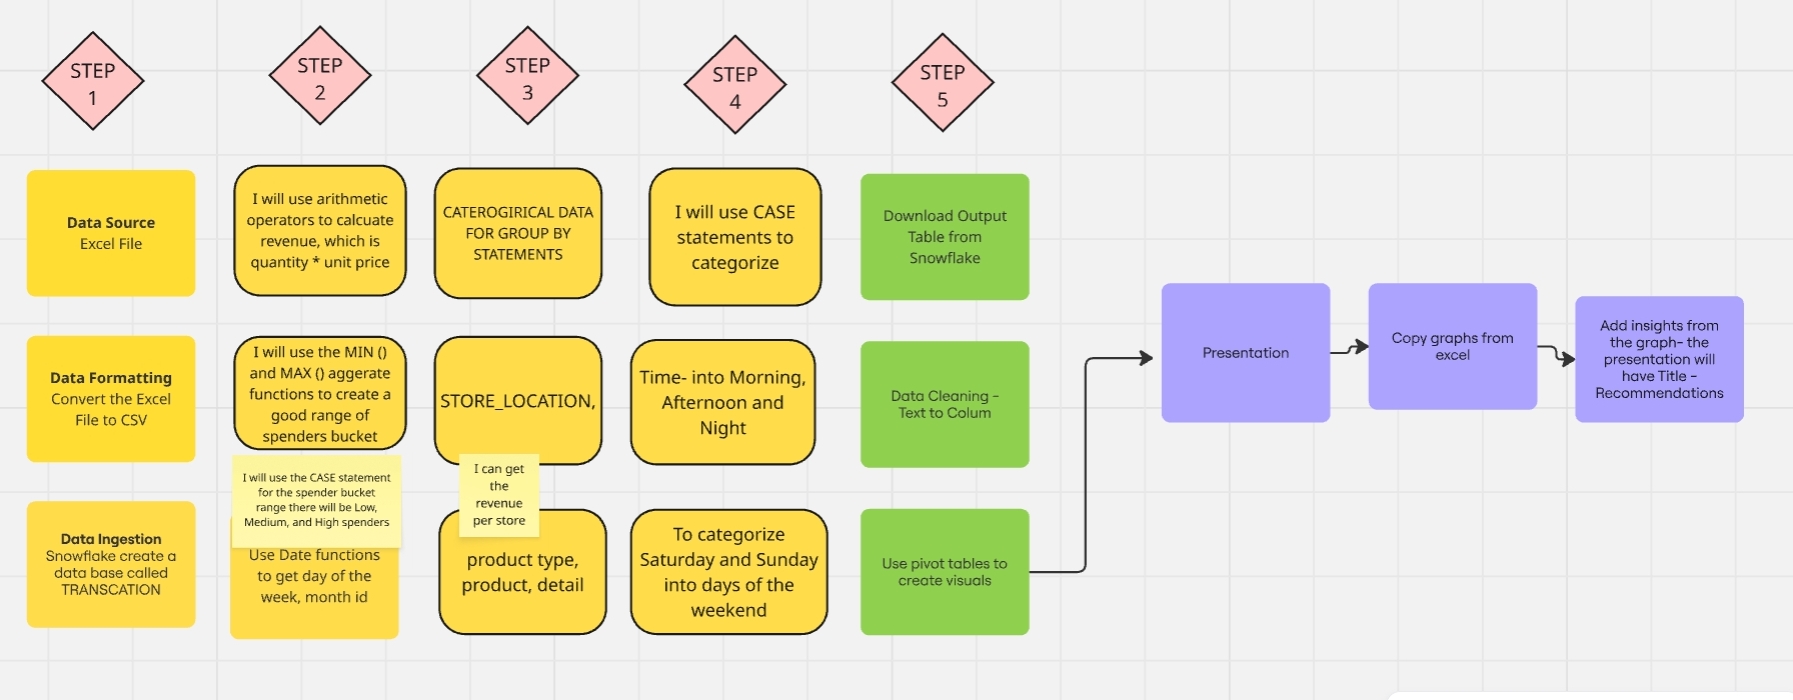 STEP
1
STEP
2
STEP
3
STEP
4
STEP
5
Data Source
Excel File
Data Formatting
Convert the Excel
File to CSV
Data Ingestion
Snowflake create a
data base called
TRANSCATION
I will use arithmetic
operators to calcuate
revenue, which is
quantity * unit price
I will use the MIN ()
and MAX () aggerate
functions to create a
good range of
spenders bucket
I will use the CASE statement
for the spender bucket
range there will be Low,
Medium, and High spenders
Use Date functions
to get day of the
week, month id
CATEROGIRICAL DATA
FOR GROUP BY
STATEMENTS
STORE_LOCATION,
I can get
the
revenue
per store
product type,
product, detail
I will use CASE
statements to
categorize
Time- into Morning,
Afternoon and
Night
To categorize
Saturday and Sunday
into days of the
weekend
Download Output
Table from
Snowflake
Data Cleaning -
Text to Colum
Use pivot tables to
create visuals
Presentation
Copy graphs from
excel
Add insights from
the graph- the
presentation will
have Title -
Recommendations